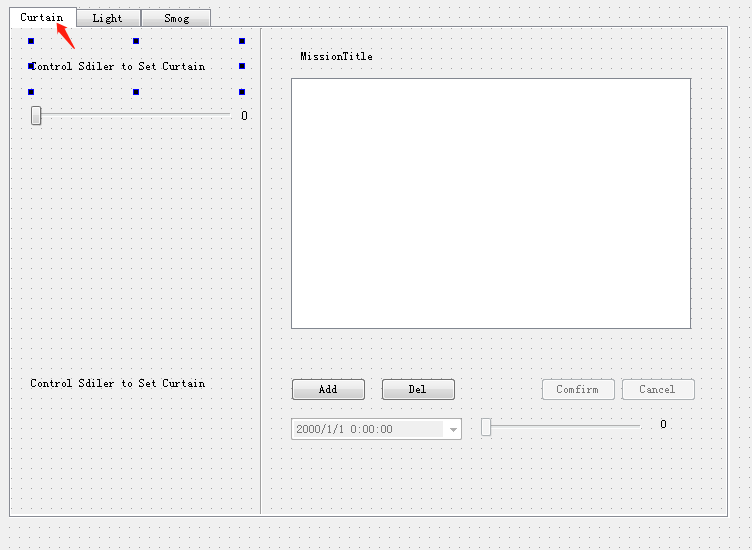 Curtain Light Smog
Control Sdiler to Set Curtain
0
MissionTitle
Control Sdiler to Set Curtain
Add Del Comfirm Cancel
2000/1/1 0:00:00 0